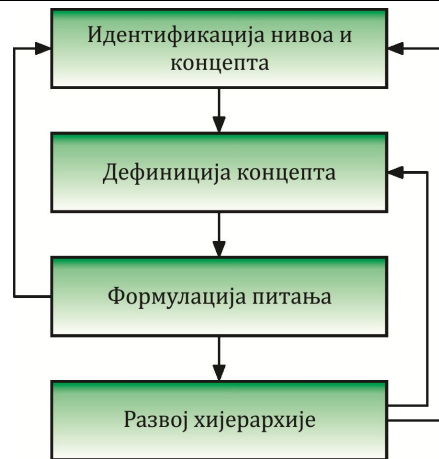 Идентификација нивоа и
концепта
Дефиниција концепта
Формулација питања
Развој хијерархије